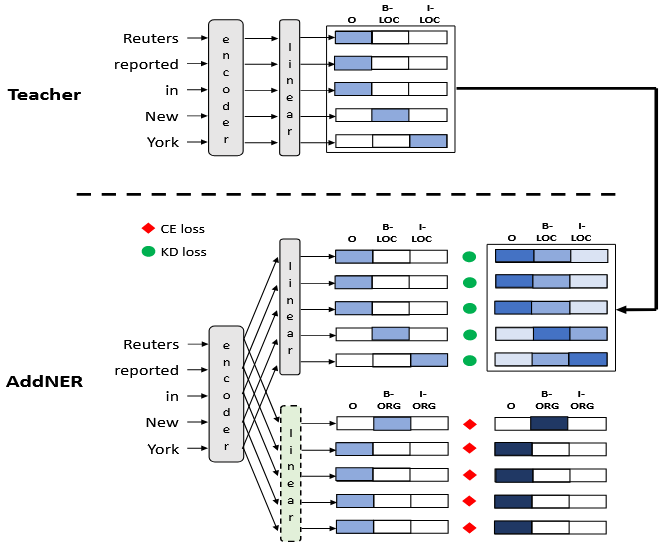 B- I-
O LOC LOC
Reuters
reported
in
New
York
encoder
linear
Teacher
CE loss
KD loss
B- I-
O LOC LOC
B- I-
O LOC LOC
linear
Reuters
reported
in
New
York
encoder
AddNER
B- I-
O ORG ORG
B- I-
O ORG ORG
linear